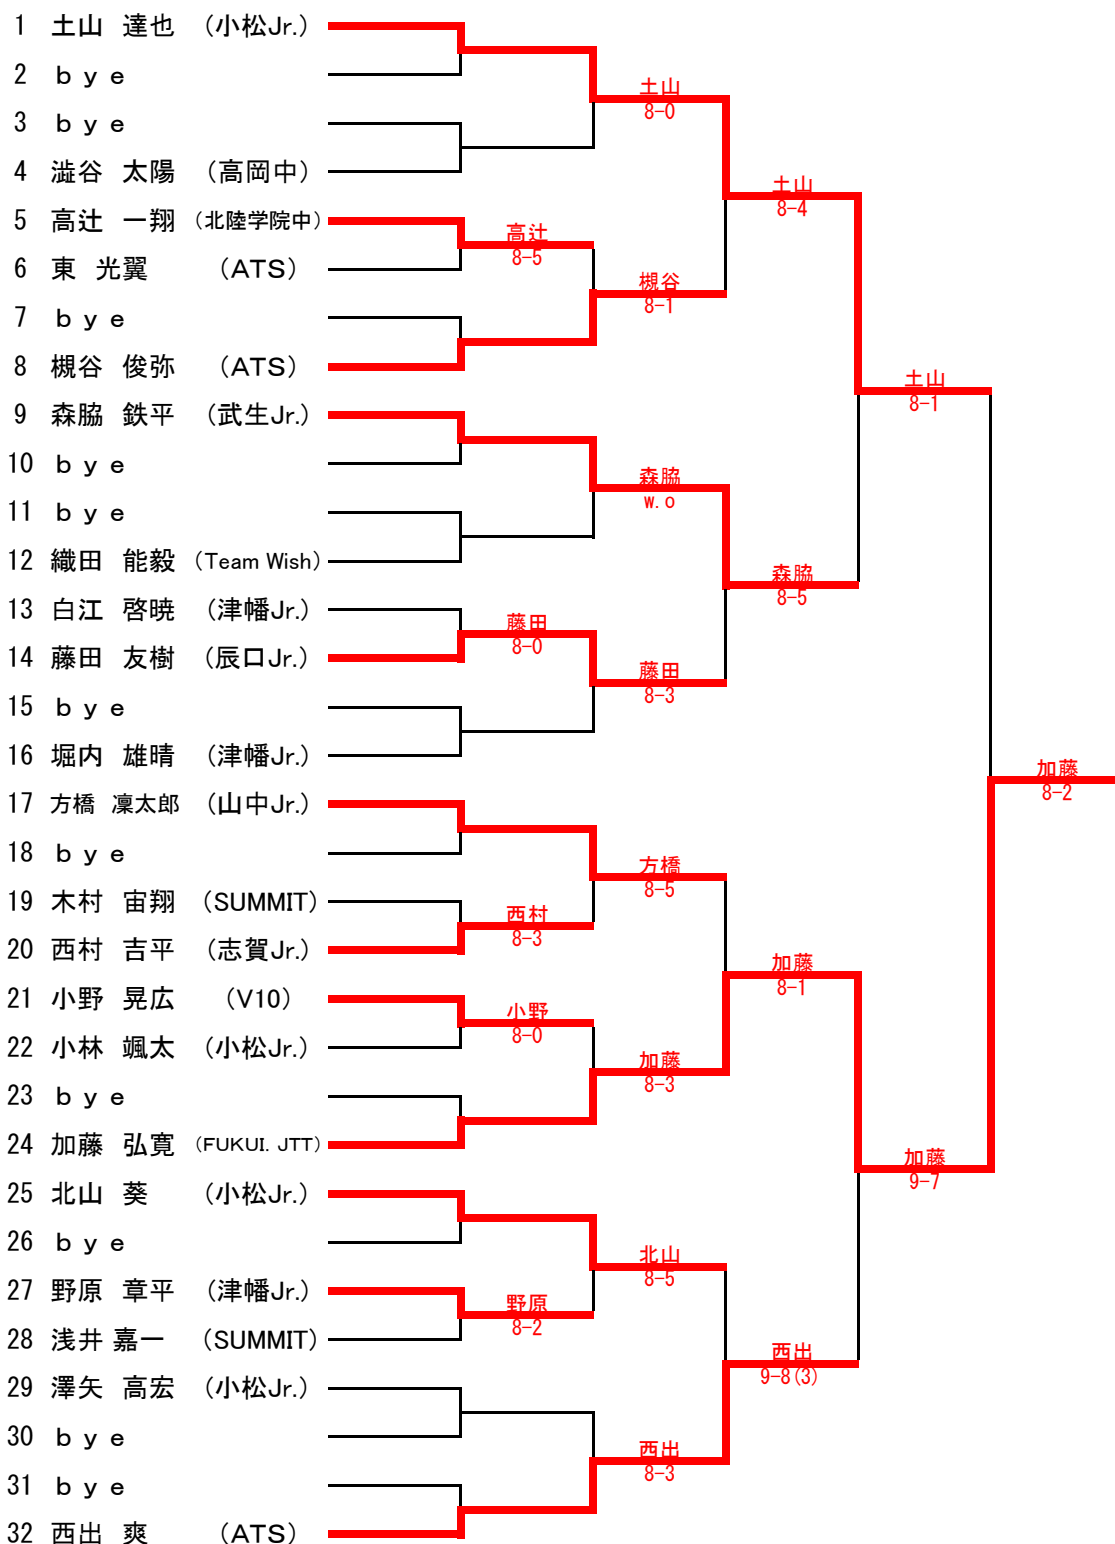 1 土山 達也 (小松Jr.)
2 ｂｙｅ
土山
8-0
3 ｂｙｅ
4 澁谷 太陽 (高岡中)
土山
8-4
5 高辻 一翔 (北陸学院中)
高辻
8-5
6 東 光翼 (ATS)
槻谷
8-1
7 ｂｙｅ
8 槻谷 俊弥 (ATS)
土山
8-1
9 森脇 鉄平 (武生Jr.)
10 ｂｙｅ
森脇
w.o
11 ｂｙｅ
12 織田 能毅 (Team Wish)
森脇
8-5
13 白江 啓暁 (津幡Jr.)
藤田
8-0
14 藤田 友樹 (辰口Jr.)
藤田
8-3
15 ｂｙｅ
16 堀内 雄晴 (津幡Jr.)
加藤
8-2
17 方橋 凜太郎 (山中Jr.)
18 ｂｙｅ
方橋
8-5
19 木村 宙翔 (SUMMIT)
西村
8-3
20 西村 吉平 (志賀Jr.)
加藤
8-1
21 小野 晃広 (V10)
小野
8-0
22 小林 颯太 (小松Jr.)
加藤
8-3
23 ｂｙｅ
24 加藤 弘寛 (FUKUI.JTT)
加藤
9-7
25 北山 葵 (小松Jr.)
26 ｂｙｅ
北山
8-5
27 野原 章平 (津幡Jr.)
野原
8-2
28 浅井 嘉一 (SUMMIT)
西出
9-8(3)
29 澤矢 高宏 (小松Jr.)
30 ｂｙｅ
西出
8-3
31 ｂｙｅ
32 西出 爽 (ATS)